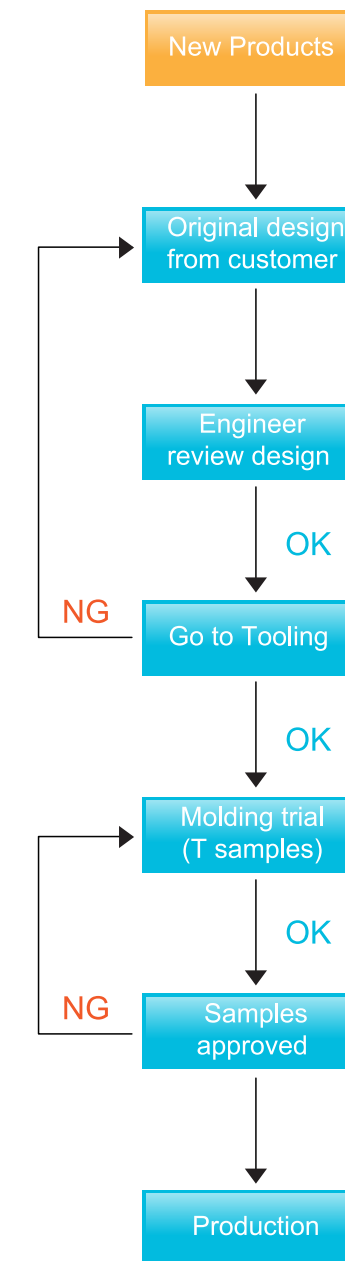 New Products
Original design
from customer
Engineer
review design
OK
NG
Go to Tooling
OK
Molding trial
(T samples)
OK
NG
Samples
approved
Production